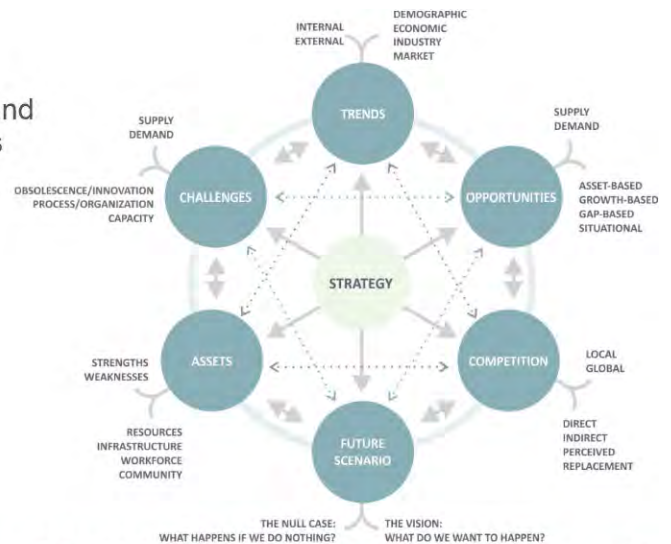 INTERNAL
EXTERNAL
DEMOGRAPHIC
ECONOMIC
INDUSTRY
MARKET
TRENDS
nd
s
SUPPLY
DEMAND
OBSOLESCENCE/INNOVATION
PROCESS/ORGANIZATION
CAPACITY
CHALLENGES
OPPORTUNITIES
SUPPLY
DEMAND
ASSET-BASED
GROWTH-BASED
GAP-BASED
SITUATIONAL
STRATEGY
STRENGTHS
WEAKNESSES
RESOURCES
INFRASTRUCTURE
WORKFORCE
COMMUNITY
ASSETS
COMPETITION
LOCAL
GLOBAL
DIRECT
INDIRECT
PERCEIVED
REPLACEMENT
FUTURE
SCENARIO
THE NULL CASE:
WHAT HAPPENS IF WE DO NOTHING?
THE VISION:
WHAT DO WE WANT TO HAPPEN?